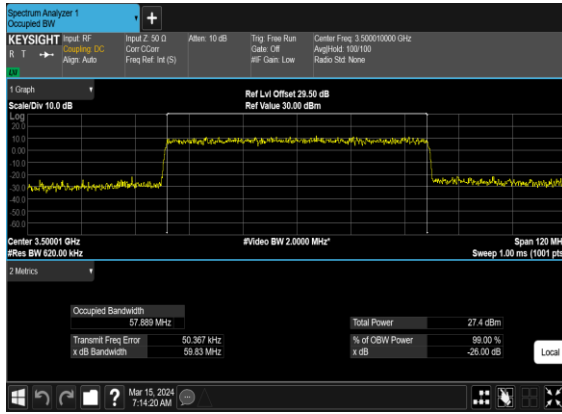 Spectrum Analyzer 1
Occupied BW
KEYSIGHT
R T
LXI
Input: RF
Coupling: DC
Align: Auto
Input Z: 50 Ω
Corr CCorr
Freq Ref: Int (S)
Atten: 10 dB
Trig: Free Run
Gate: Off
#IF Gain: Low
Center Freq: 3.500010000 GHz
Avg|Hold: 100/100
Radio Std: None
1 Graph
Scale/Div 10.0 dB
Ref Lvl Offset 29.50 dB
Ref Value 30.00 dBm
Log
20.0
10.0
0.00
-10.0
-20.0
-30.0
-40.0
-50.0
-60.0
Center 3.50001 GHz
#Res BW 620.00 kHz
#Video BW 2.0000 MHz*
Span 120 MH
Sweep 1.00 ms (1001 pts
2 Metrics
Occupied Bandwidth
57.889 MHz
Transmit Freq Error 50.367 kHz
x dB Bandwidth 59.83 MHz
Total Power 27.4 dBm
% of OBW Power 99.00 %
x dB -26.00 dB
Local
?
Mar 15, 2024
7:14:20 AM